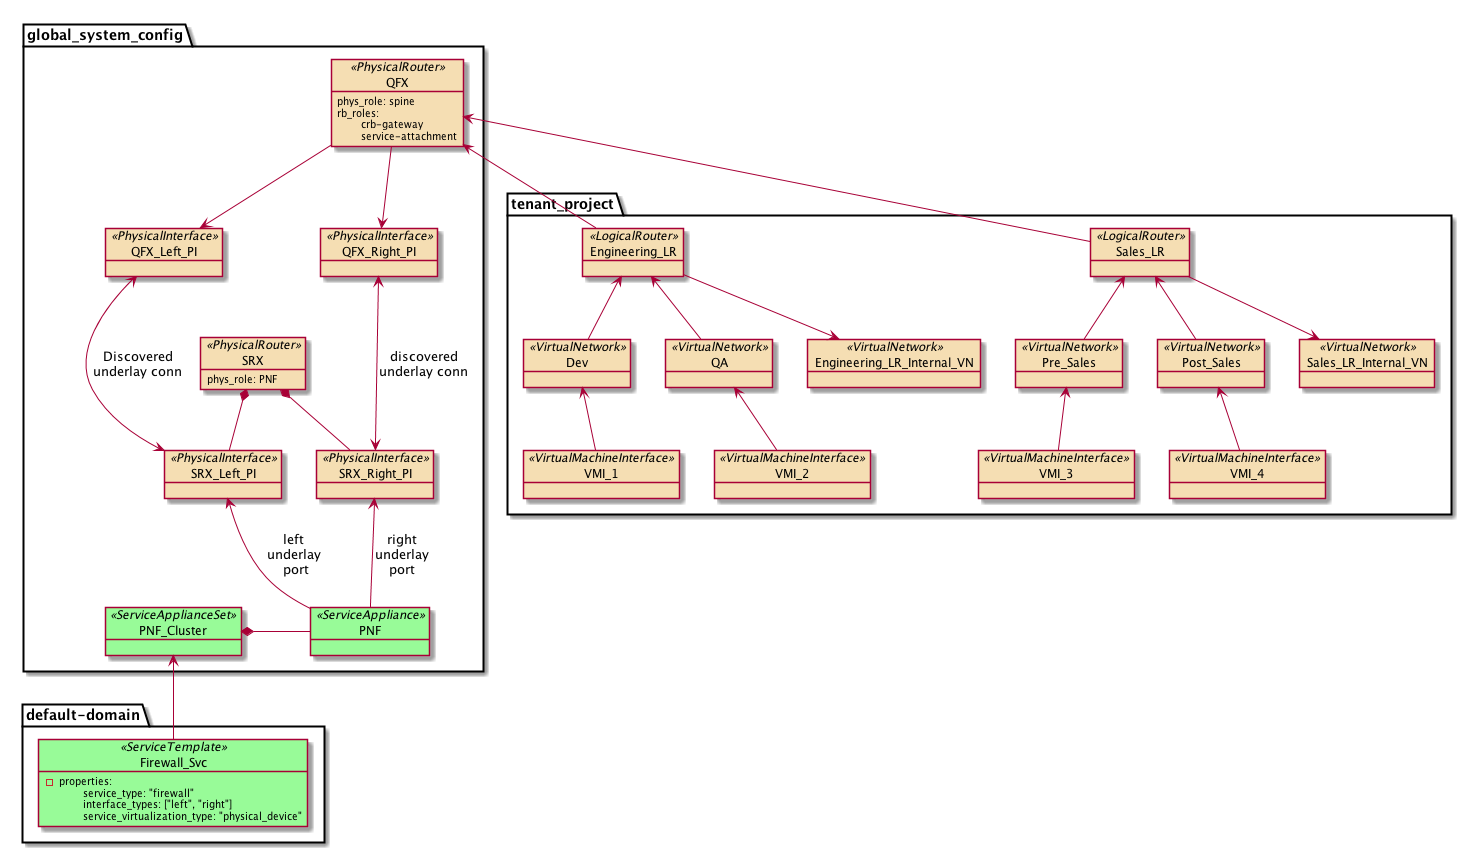 global_system_config
«PhysicalRouter»
QFX
phys_role: spine
rb_roles:
crb-gateway
service-attachment
«PhysicalInterface»
QFX_Left_PI
«PhysicalInterface»
QFX_Right_PI
«PhysicalRouter»
SRX
phys_role: PNF
Discovered
underlay conn
discovered
underlay conn
«PhysicalInterface»
SRX_Left_PI
«PhysicalInterface»
SRX_Right_PI
left
underlay
port
right
underlay
port
«ServiceApplianceSet»
PNF_Cluster
«ServiceAppliance»
PNF
tenant_project
«LogicalRouter»
Engineering_LR
«LogicalRouter»
Sales_LR
«VirtualNetwork»
Dev
«VirtualNetwork»
QA
«VirtualNetwork»
Engineering_LR_Internal_VN
«VirtualNetwork»
Pre_Sales
«VirtualNetwork»
Post_Sales
«VirtualNetwork»
Sales_LR_Internal_VN
«VirtualMachineInterface»
VMI_1
«VirtualMachineInterface»
VMI_2
«VirtualMachineInterface»
VMI_3
«VirtualMachineInterface»
VMI_4
default-domain
«ServiceTemplate»
Firewall_Svc
properties:
service_type: "firewall"
interface_types: ["left", "right"]
service_virtualization_type: "physical_device"